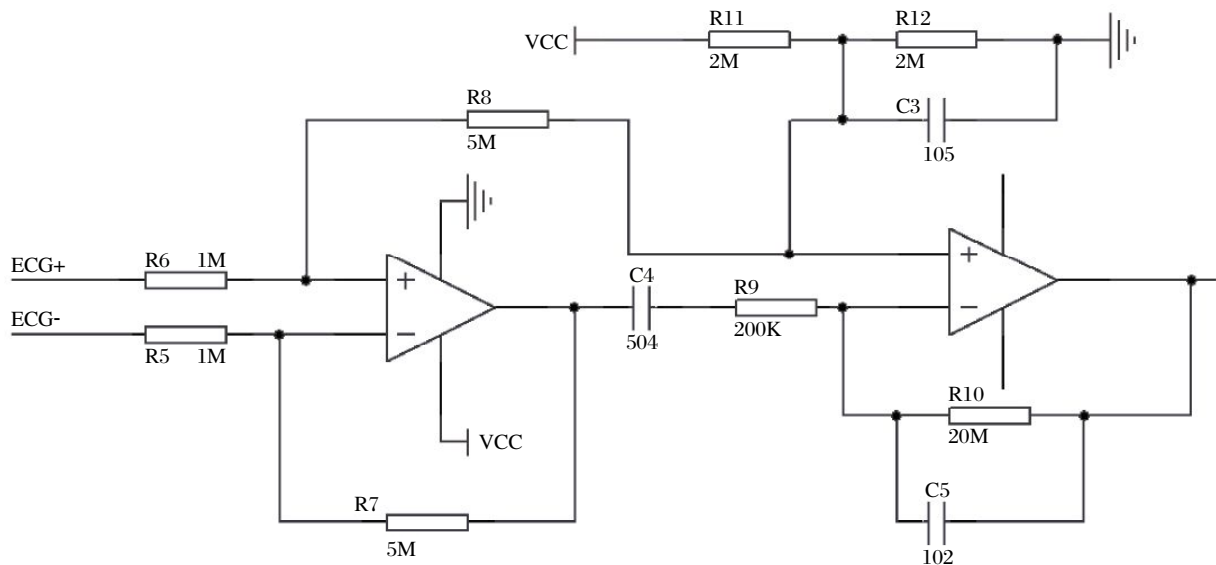 R11
R12
VCC
2M
2M
R8
C3
5M
105
ECG+
R6 1M
+
C4
R9
+
ECG-
−
504
200K
−
R5 1M
R10
VCC
20M
R7
C5
5M
102